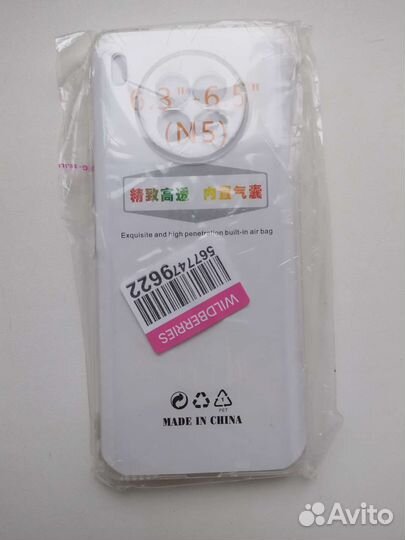 6.3"-6.5"
(N5)
精致高透 内置气囊
Exquisite and high penetration built-in air bag
5677479622
WILDBERRIES
PET
MADE IN CHINA
Avito